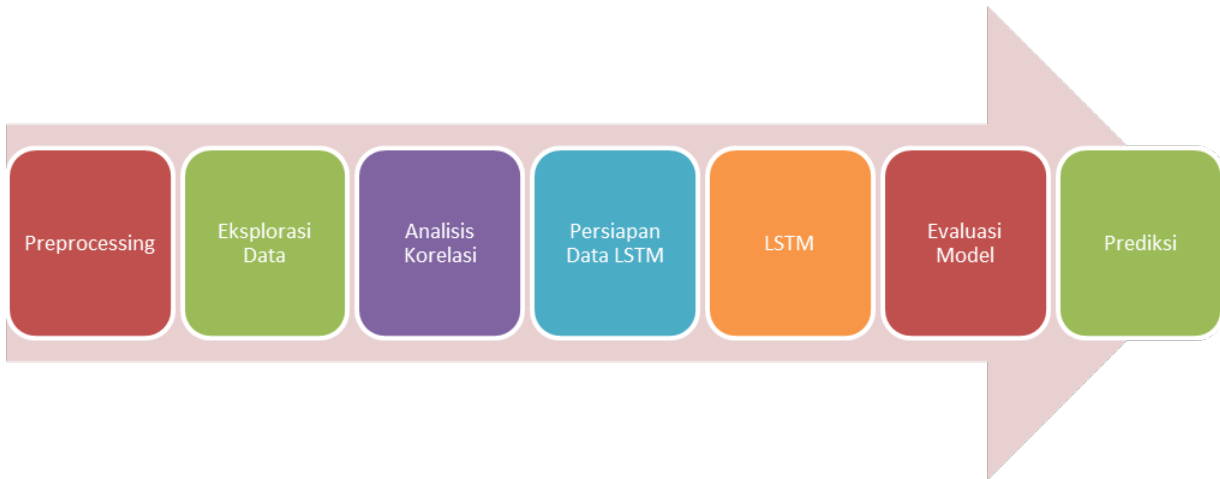 Preprocessing
Eksplorasi
Data
Analisis
Korelasi
Persiapan
Data LSTM
LSTM
Evaluasi
Model
Prediksi